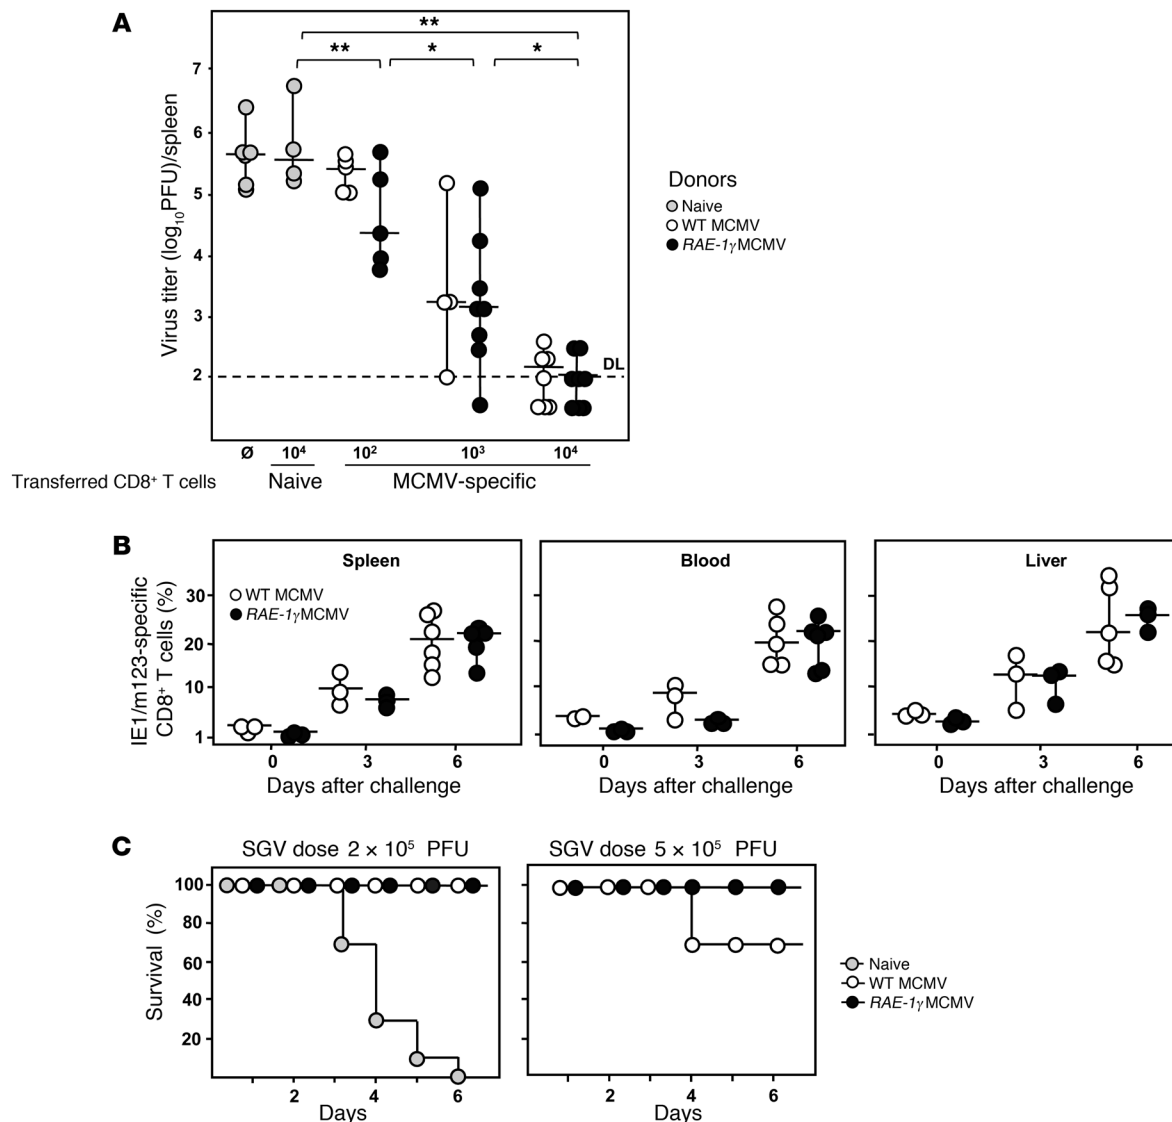 A
**
** * *
7
6
5
4
3
2
Virus titer (log₁₀PFU)/spleen
DL
Donors
Naive
WT MCMV
RAE-1γMCMV
Ø 10⁴ 10² 10³ 10⁴
Transferred CD8⁺ T cells Naive MCMV-specific
B
Spleen Blood Liver
IE1/m123-specific
CD8⁺ T cells (%)
WT MCMV
RAE-1γMCMV
30
20
10
1
0 3 6 0 3 6 0 3 6
Days after challenge Days after challenge Days after challenge
C
SGV dose 2 × 10⁵ PFU SGV dose 5 × 10⁵ PFU
Survival (%)
100
80
60
40
20
Naive
WT MCMV
RAE-1γMCMV
2 4 6 2 4 6
Days Days